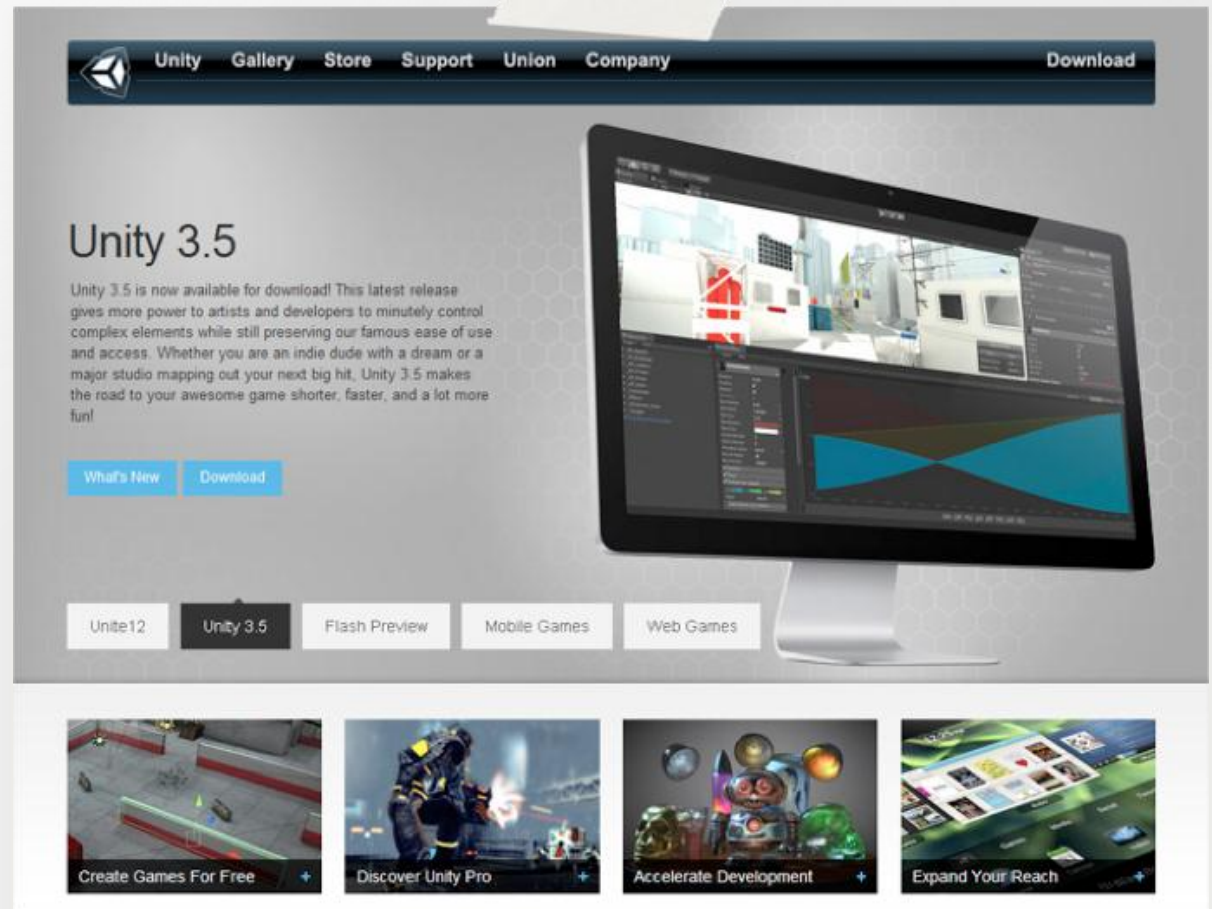 Unity Gallery Store Support Union Company Download
Unity 3.5
Unity 3.5 is now available for download! This latest release
gives more power to artists and developers to minutely control
complex elements while still preserving our famous ease of use
and access. Whether you are an indie dude with a dream or a
major studio mapping out your next big hit, Unity 3.5 makes
the road to your awesome game shorter, faster, and a lot more
fun!
What's New Download
Unite12 Unity 3.5 Flash Preview Mobile Games Web Games
Create Games For Free + Discover Unity Pro + Accelerate Development + Expand Your Reach +